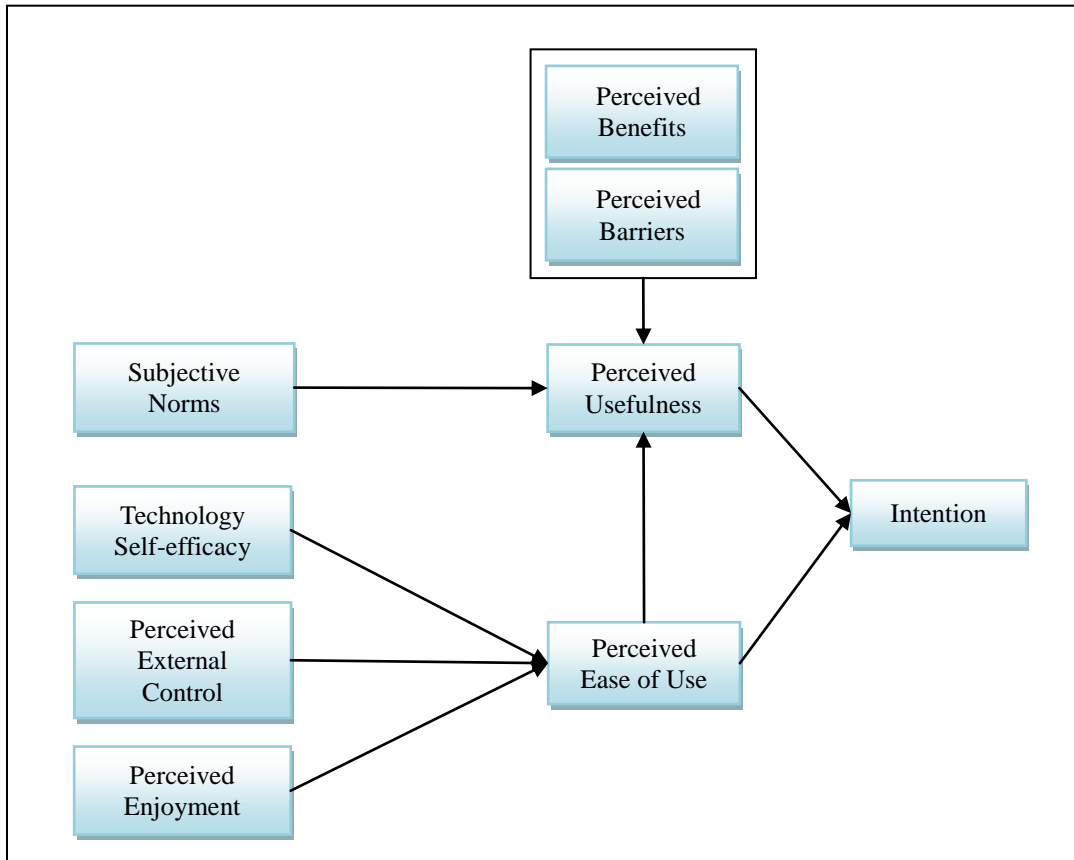 Perceived
Benefits
Perceived
Barriers
Subjective
Norms
Perceived
Usefulness
Technology
Self-efficacy
Intention
Perceived
External
Control
Perceived
Ease of Use
Perceived
Enjoyment